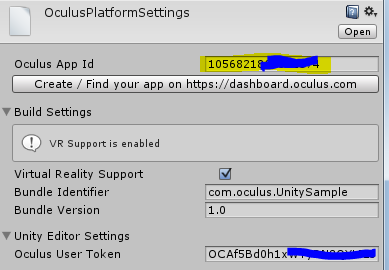 OculusPlatformSettings
Open
Oculus App Id 10568218
Create / Find your app on https://dashboard.oculus.com
Build Settings
VR Support is enabled
Virtual Reality Support
Bundle Identifier com.oculus.UnitySample
Bundle Version 1.0
Unity Editor Settings
Oculus User Token OCAf5Bd0h1x